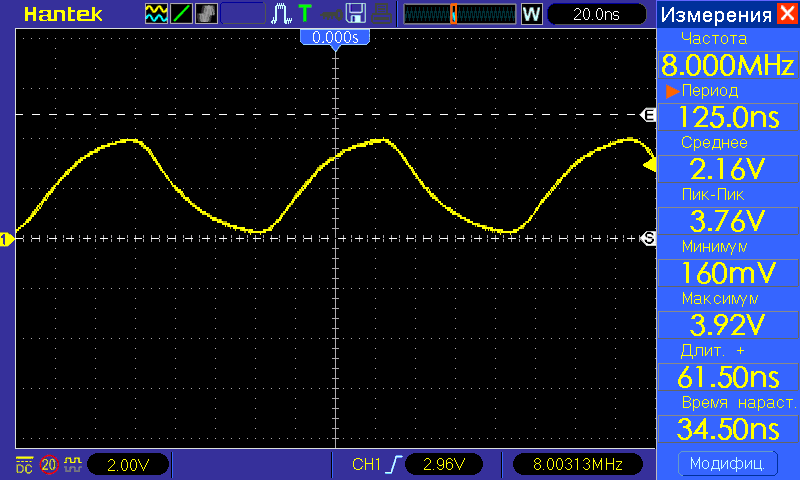 Hantek T W 20.0ns
0.000s
E
1
S
Измерения
Частота
8.000MHz
Период
125.0ns
Среднее
2.16V
Пик-Пик
3.76V
Минимум
160mV
Максимум
3.92V
Длит. +
61.50ns
Время нараст.
34.50ns
Модифиц.
DC 20 2.00V CH1 2.96V 8.00313MHz